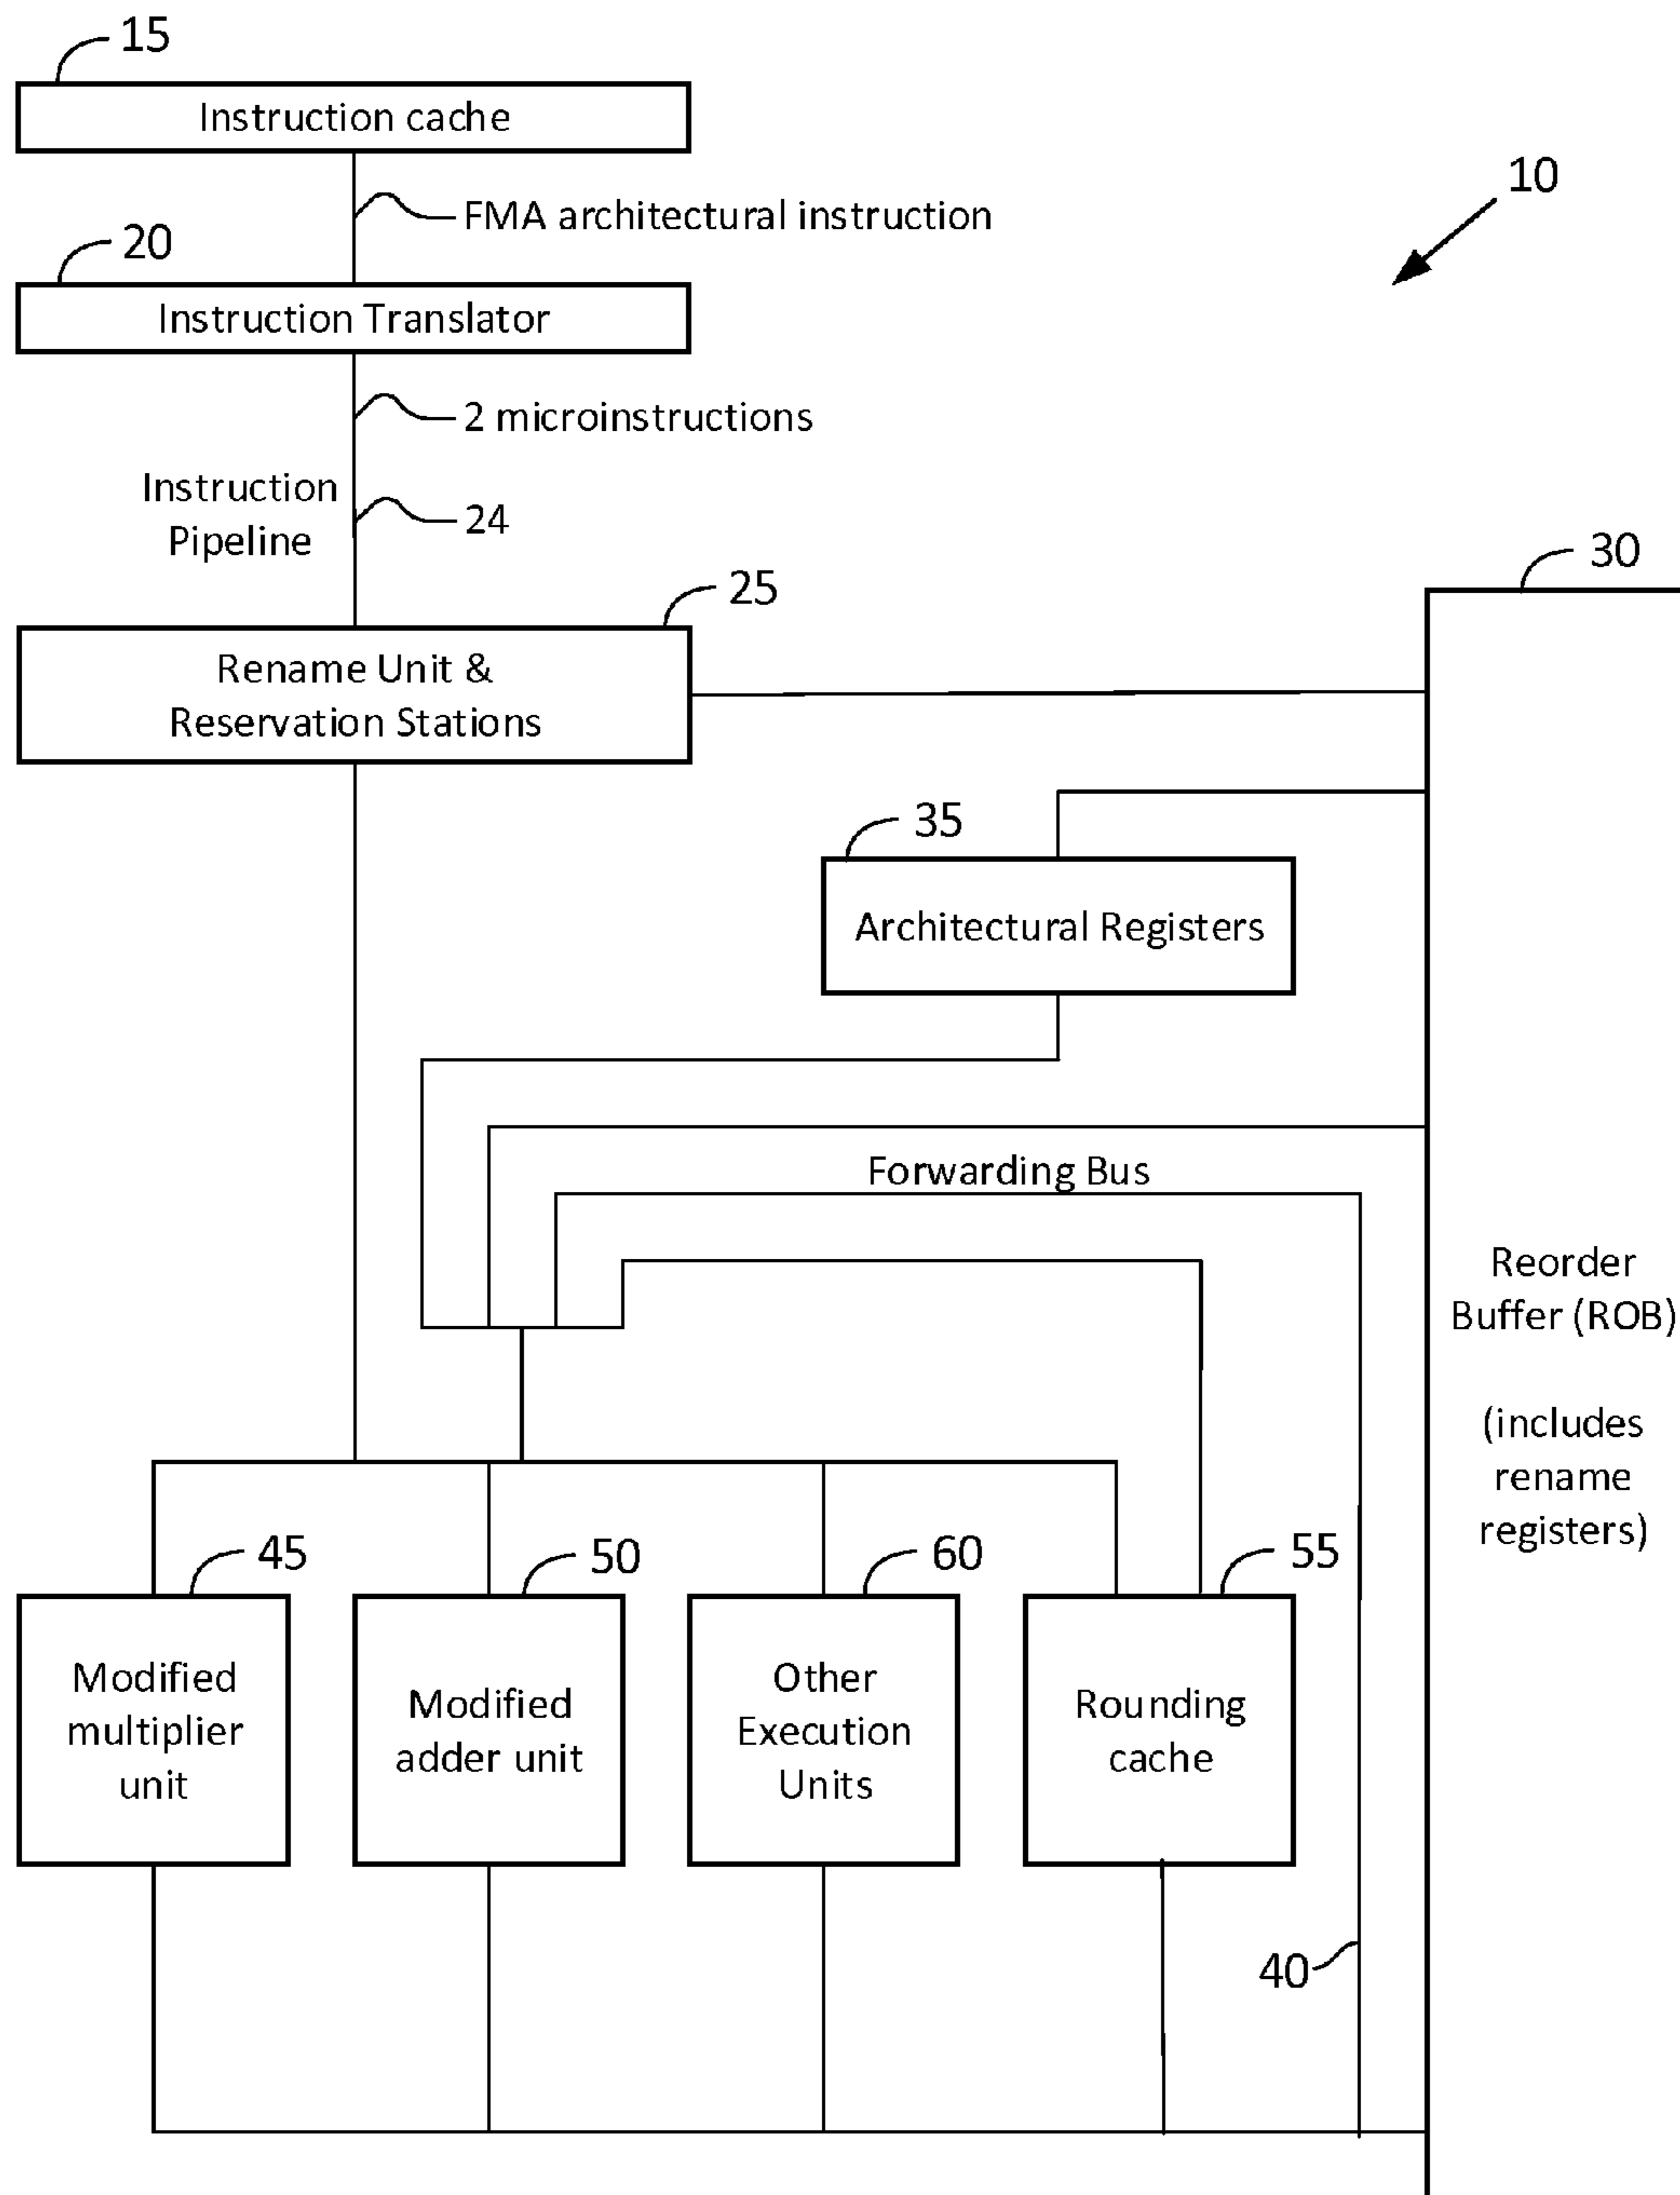 15
Instruction cache
FMA architectural instruction
10
20
Instruction Translator
2 microinstructions
Instruction
Pipeline
24
25
30
Rename Unit &
Reservation Stations
35
Architectural Registers
Forwarding Bus
Reorder
Buffer (ROB)
(includes
rename
registers)
45
50
60
55
Modified
multiplier
unit
Modified
adder unit
Other
Execution
Units
Rounding
cache
40